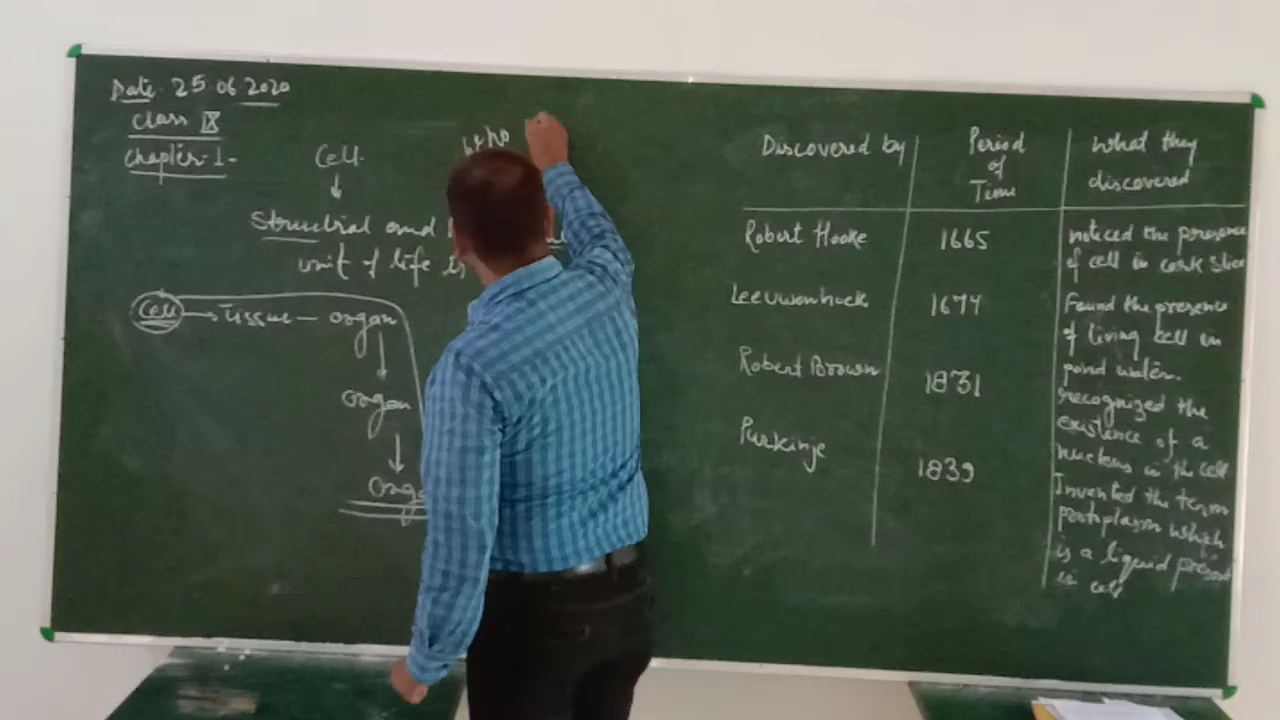 Date. 25.06.2020
Class IX
Chapter-1-
Cell
who
↓
Structrial and
unit of life is
Cell → Tissue – organ
↓
organ
↓
Discovered by
Period
of
Time
what they
discovered
Robert Hooke
1665
noticed the presence
of cell in cork slice
Leeuwenhoek
1674
Found the presence
of living cell in
pond water.
Robert Brown
1831
recognized the
existence of a
nucleus in the cell
Purkinje
1839
Invented the term
protoplasm which
is a liquid present
in cell